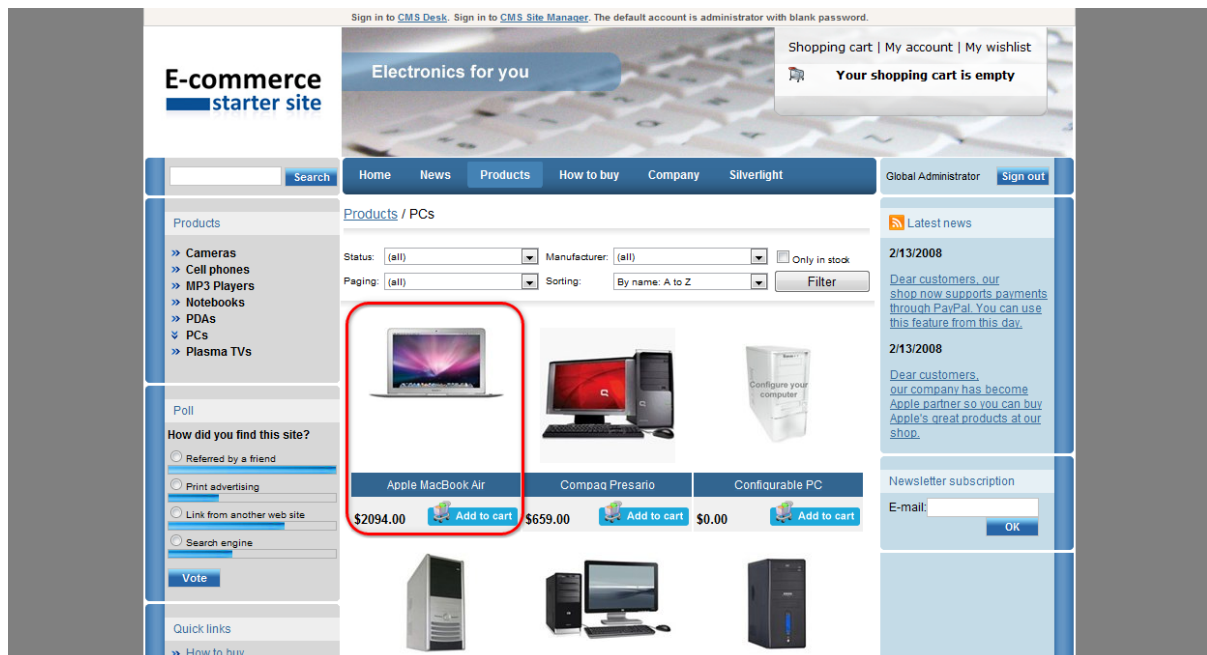 Sign in to CMS Desk. Sign in to CMS Site Manager. The default account is administrator with blank password.
E-commerce
starter site
Electronics for you
Shopping cart | My account | My wishlist
Your shopping cart is empty
Search
Home News Products How to buy Company Silverlight
Global Administrator Sign out
Products
» Cameras
» Cell phones
» MP3 Players
» Notebooks
» PDAs
PCs
» Plasma TVs
Poll
How did you find this site?
Referred by a friend
Print advertising
Link from another web site
Search engine
Vote
Quick links
» How to buy
Products / PCs
Status: (all) Manufacturer: (all) Only in stock
Paging: (all) Sorting: By name: A to Z Filter
Configure your
computer
Apple MacBook Air Compaq Presario Configurable PC
$2094.00 Add to cart $659.00 Add to cart $0.00 Add to cart
Latest news
2/13/2008
Dear customers, our
shop now supports payments
through PayPal. You can use
this feature from this day.
2/13/2008
Dear customers,
our company has become
Apple partner so you can buy
Apple's great products at our
shop.
Newsletter subscription
E-mail:
OK